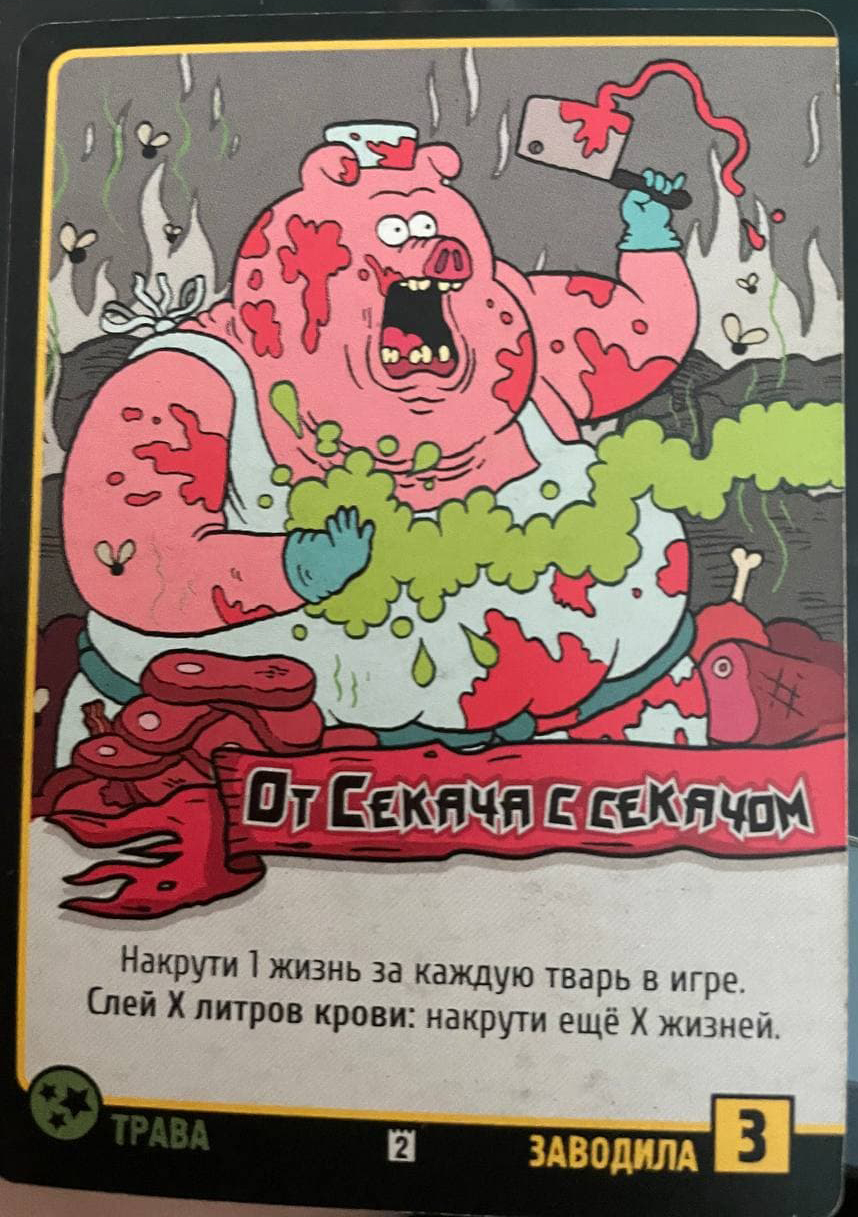 От Секача с секачом
Накрути 1 жизнь за каждую тварь в игре.
Слей X литров крови: накрути ещё X жизней.
ТРАВА 2 ЗАВОДИЛА 3